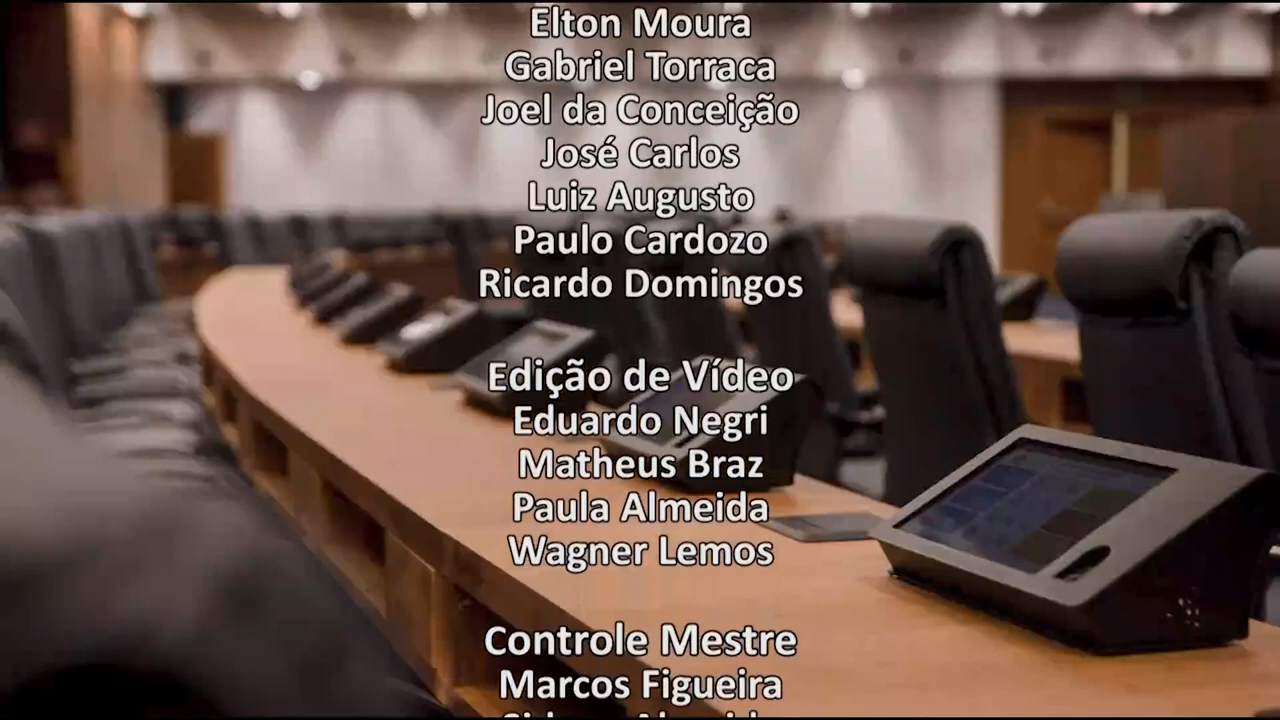 Elton Moura
Gabriel Torraca
Joel da Conceição
José Carlos
Luiz Augusto
Paulo Cardozo
Ricardo Domingos
Edição de Vídeo
Eduardo Negri
Matheus Braz
Paula Almeida
Wagner Lemos
Controle Mestre
Marcos Figueira